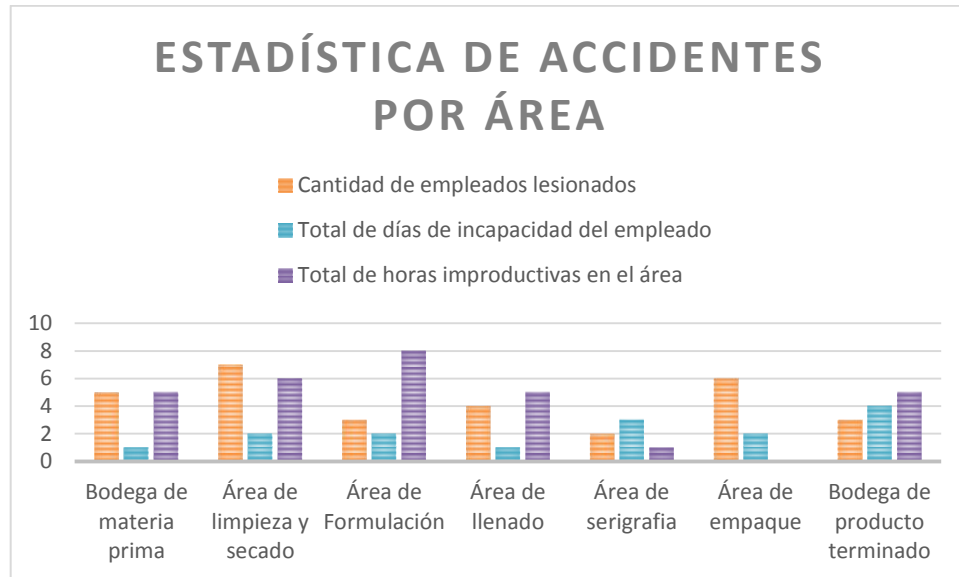 ESTADÍSTICA DE ACCIDENTES
POR ÁREA
Cantidad de empleados lesionados
Total de días de incapacidad del empleado
Total de horas improductivas en el área
10
8
6
4
2
0
Bodega de
materia
prima
Área de
limpieza y
secado
Área de
Formulación
Área de
llenado
Área de
serigrafia
Área de
empaque
Bodega de
producto
terminado